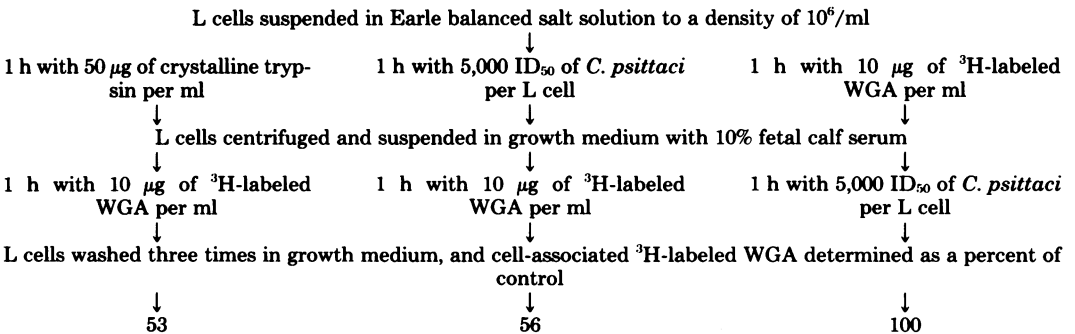 L cells suspended in Earle balanced salt solution to a density of 10⁶/ml
↓
1 h with 50 μg of crystalline tryp- 1 h with 5,000 ID₅₀ of C. psittaci 1 h with 10 μg of ³H-labeled
sin per ml per L cell WGA per ml
↓ ↓ ↓
L cells centrifuged and suspended in growth medium with 10% fetal calf serum
↓ ↓ ↓
1 h with 10 μg of ³H-labeled 1 h with 10 μg of ³H-labeled 1 h with 5,000 ID₅₀ of C. psittaci
WGA per ml WGA per ml per L cell
↓ ↓ ↓
L cells washed three times in growth medium, and cell-associated ³H-labeled WGA determined as a percent of
control
↓ ↓ ↓
53 56 100